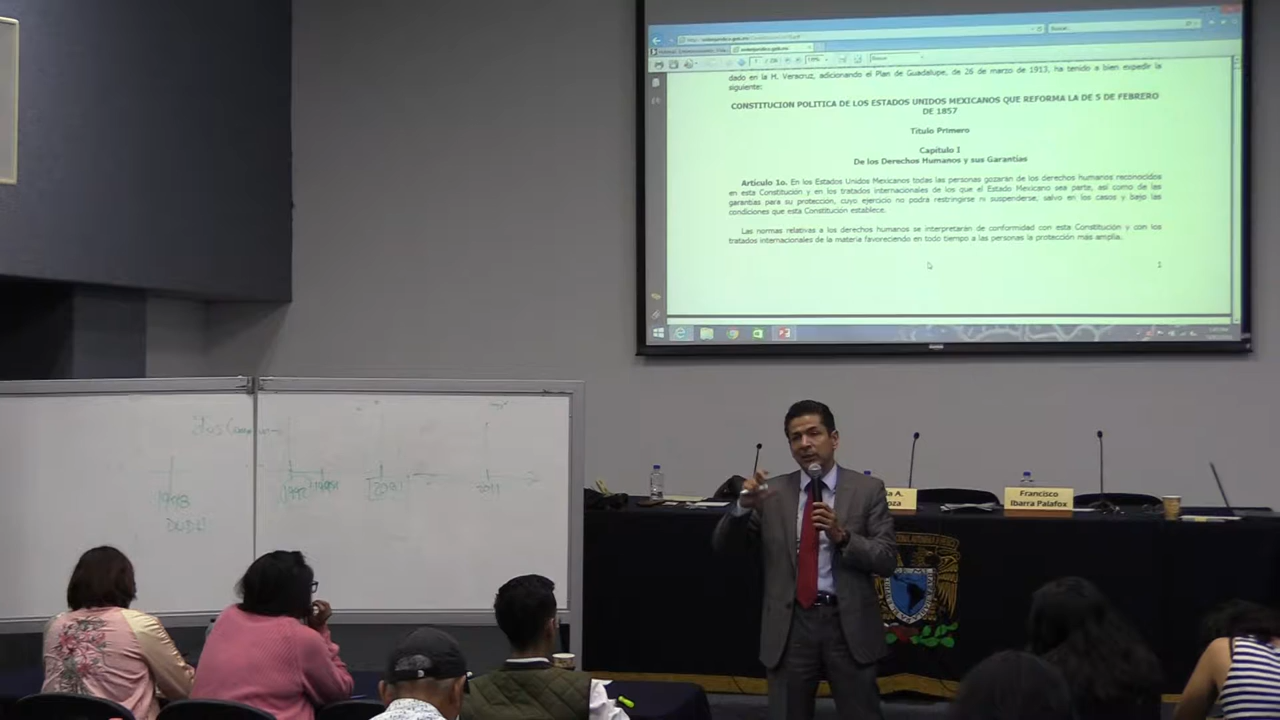 dado en la H. Veracruz, adicionando el Plan de Guadalupe, de 26 de marzo de 1913, ha tenido a bien expedir la
siguiente:
CONSTITUCION POLITICA DE LOS ESTADOS UNIDOS MEXICANOS QUE REFORMA LA DE 5 DE FEBRERO
DE 1857
Título Primero
Capítulo I
De los Derechos Humanos y sus Garantías
Artículo 1o. En los Estados Unidos Mexicanos todas las personas gozarán de los derechos humanos reconocidos
en esta Constitución y en los tratados internacionales de los que el Estado Mexicano sea parte, así como de las
garantías para su protección, cuyo ejercicio no podrá restringirse ni suspenderse, salvo en los casos y bajo las
condiciones que esta Constitución establece.
Las normas relativas a los derechos humanos se interpretarán de conformidad con esta Constitución y con los
tratados internacionales de la materia favoreciendo en todo tiempo a las personas la protección más amplia.
1
2011
DUDH
A.
Francisco
Ibarra Palafox